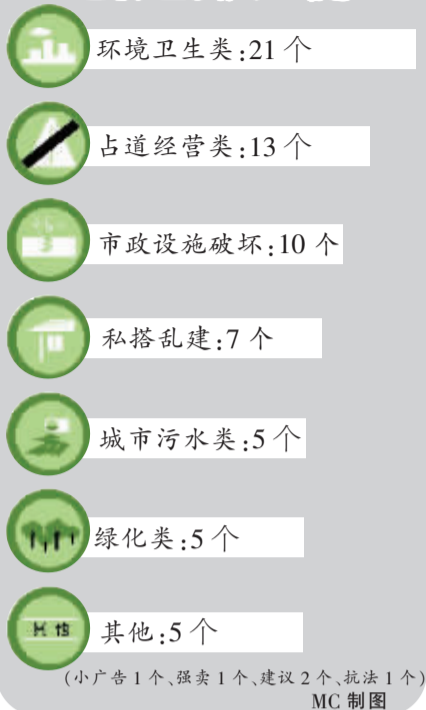 环境卫生类:21个
占道经营类:13个
市政设施破坏:10个
私搭乱建:7个
城市污水类:5个
绿化类:5个
其他
其他:5个
(小广告1个、强卖1个、建议2个、抗法1个)
MC制图